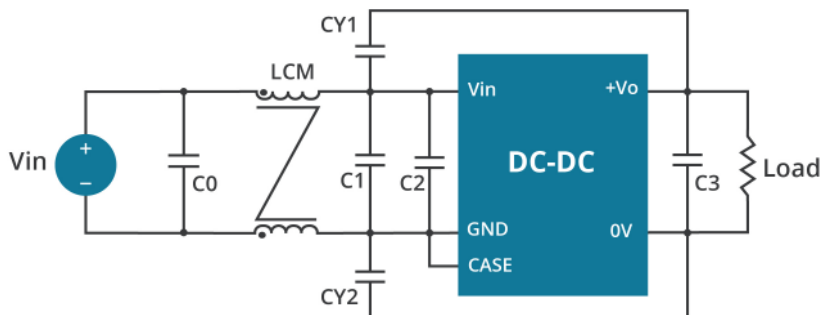 CY1
LCM
Vin
+Vo
Vin
+
−
C0
C1
C2
DC-DC
C3
Load
GND
0V
CASE
CY2